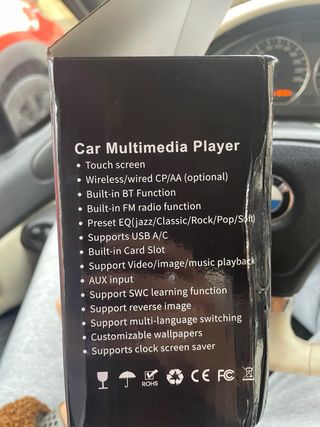 Car Multimedia Player
• Touch screen
• Wireless/wired CP/AA (optional)
• Built-in BT Function
• Built-in FM radio function
• Preset EQ(jazz/Classic/Rock/Pop/Soft)
• Supports USB A/C
• Built-in Card Slot
• Support Video/image/music playback
• AUX input
• Support SWC learning function
• Support reverse image
• Support multi-language switching
• Customizable wallpapers
• Supports clock screen saver
ROHS CE FC